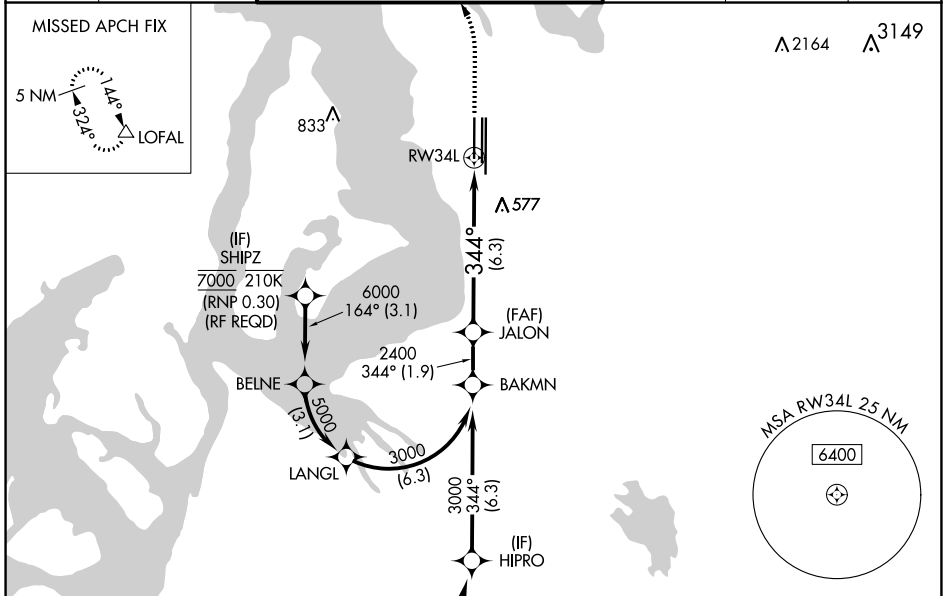 MISSED APCH FIX
5 NM
144°
324°
LOFAL
2164
3149
833
RW34L
577
(IF)
SHIPZ
7000 210K
(RNP 0.30)
(RF REQD)
344°
(6.3)
6000
164° (3.1)
(FAF)
JALON
2400
344° (1.9)
BELNE
BAKMN
5000
(3.1)
LANGL
3000
(6.3)
3000
344°
(6.3)
(IF)
HIPRO
MSA RW34L 25 NM
6400